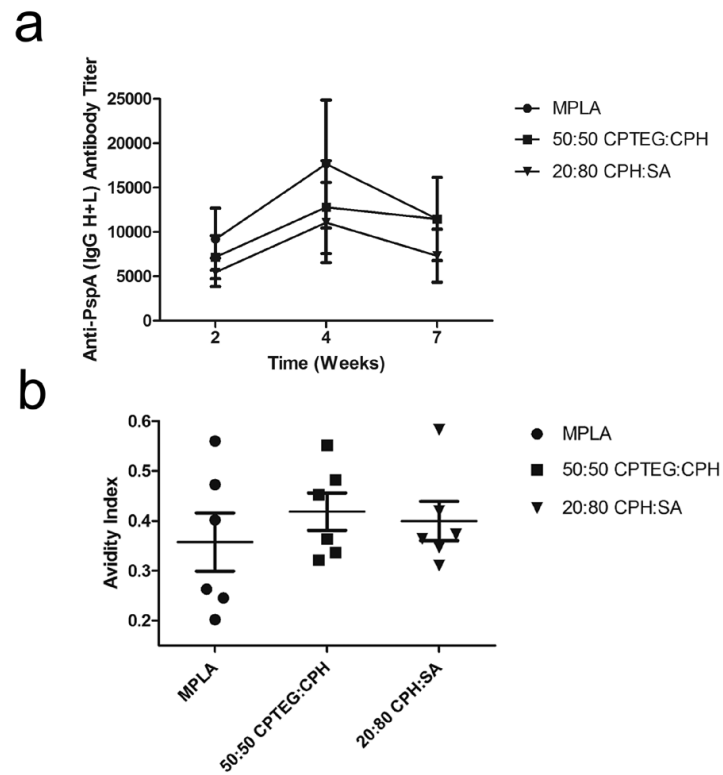 a
Anti-PspA (IgG H+L) Antibody Titer
25000
20000
15000
10000
5000
0
2 4 7
Time (Weeks)
MPLA
50:50 CPTEG:CPH
20:80 CPH:SA
b
Avidity Index
0.6
0.5
0.4
0.3
0.2
MPLA
50:50 CPTEG:CPH
20:80 CPH:SA
MPLA
50:50 CPTEG:CPH
20:80 CPH:SA